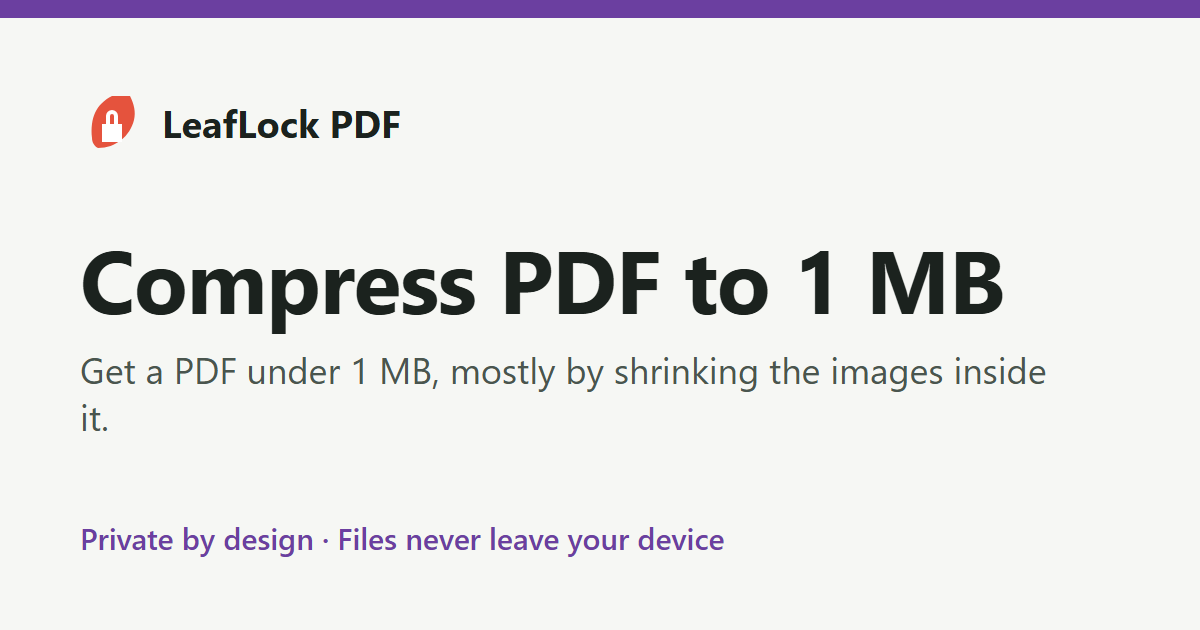 LeafLock PDF
Compress PDF to 1 MB
Get a PDF under 1 MB, mostly by shrinking the images inside
it.
Private by design · Files never leave your device